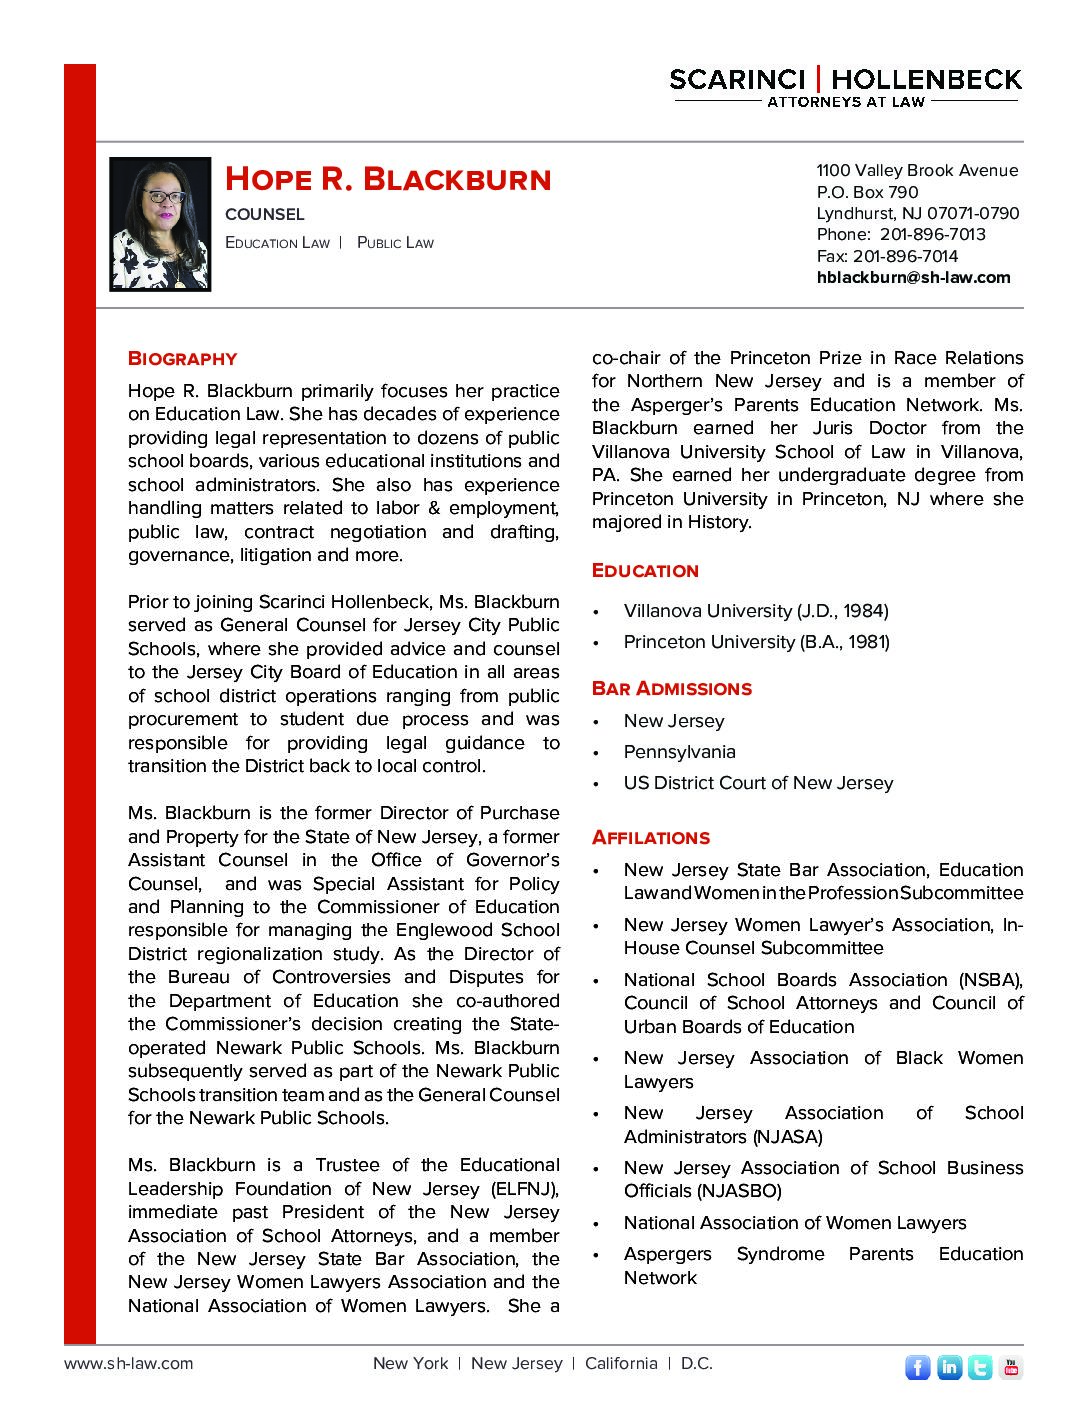 SCARINCI | HOLLENBECK
ATTORNEYS AT LAW
Hope R. Blackburn
COUNSEL
Education Law | Public Law
1100 Valley Brook Avenue
P.O. Box 790
Lyndhurst, NJ 07071-0790
Phone: 201-896-7013
Fax: 201-896-7014
hblackburn@sh-law.com
Biography
Hope R. Blackburn primarily focuses her practice
on Education Law. She has decades of experience
providing legal representation to dozens of public
school boards, various educational institutions and
school administrators. She also has experience
handling matters related to labor & employment,
public law, contract negotiation and drafting,
governance, litigation and more.
Prior to joining Scarinci Hollenbeck, Ms. Blackburn
served as General Counsel for Jersey City Public
Schools, where she provided advice and counsel
to the Jersey City Board of Education in all areas
of school district operations ranging from public
procurement to student due process and was
responsible for providing legal guidance to
transition the District back to local control.
Ms. Blackburn is the former Director of Purchase
and Property for the State of New Jersey, a former
Assistant Counsel in the Office of Governor's
Counsel, and was Special Assistant for Policy
and Planning to the Commissioner of Education
responsible for managing the Englewood School
District regionalization study. As the Director of
the Bureau of Controversies and Disputes for
the Department of Education she co-authored
the Commissioner's decision creating the State-
operated Newark Public Schools. Ms. Blackburn
subsequently served as part of the Newark Public
Schools transition team and as the General Counsel
for the Newark Public Schools.
Ms. Blackburn is a Trustee of the Educational
Leadership Foundation of New Jersey (ELFNJ),
immediate past President of the New Jersey
Association of School Attorneys, and a member
of the New Jersey State Bar Association, the
New Jersey Women Lawyers Association and the
National Association of Women Lawyers. She a
co-chair of the Princeton Prize in Race Relations
for Northern New Jersey and is a member of
the Asperger's Parents Education Network. Ms.
Blackburn earned her Juris Doctor from the
Villanova University School of Law in Villanova,
PA. She earned her undergraduate degree from
Princeton University in Princeton, NJ where she
majored in History.
Education
• Villanova University (J.D., 1984)
• Princeton University (B.A., 1981)
Bar Admissions
• New Jersey
• Pennsylvania
• US District Court of New Jersey
Affilations
• New Jersey State Bar Association, Education
Law and Women in the Profession Subcommittee
• New Jersey Women Lawyer's Association, In-
House Counsel Subcommittee
• National School Boards Association (NSBA),
Council of School Attorneys and Council of
Urban Boards of Education
• New Jersey Association of Black Women
Lawyers
• New Jersey Association of School
Administrators (NJASA)
• New Jersey Association of School Business
Officials (NJASBO)
• National Association of Women Lawyers
• Aspergers Syndrome Parents Education
Network
www.sh-law.com
New York | New Jersey | California | D.C.
f in t You Tube